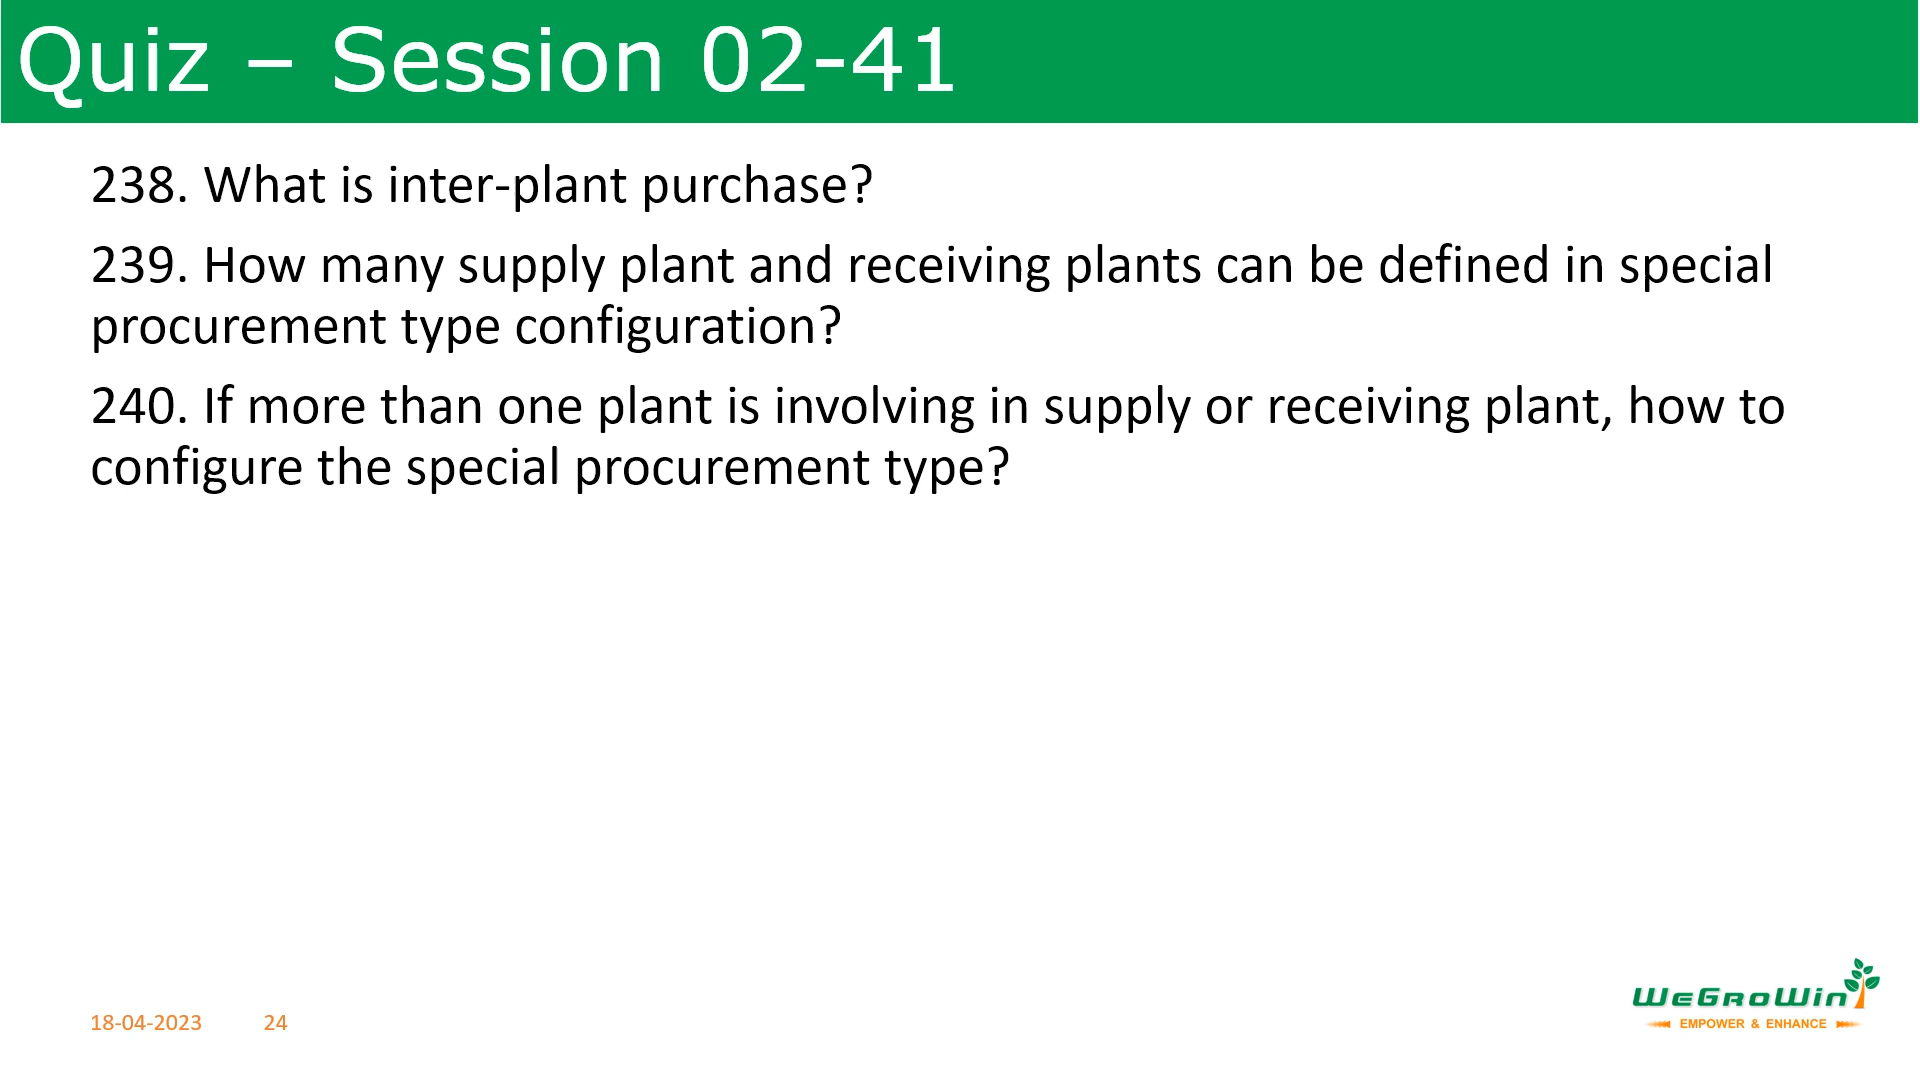 Quiz – Session 02-41
238. What is inter-plant purchase?
239. How many supply plant and receiving plants can be defined in special
procurement type configuration?
240. If more than one plant is involving in supply or receiving plant, how to
configure the special procurement type?
WeGroWin
EMPOWER & ENHANCE
18-04-2023 24